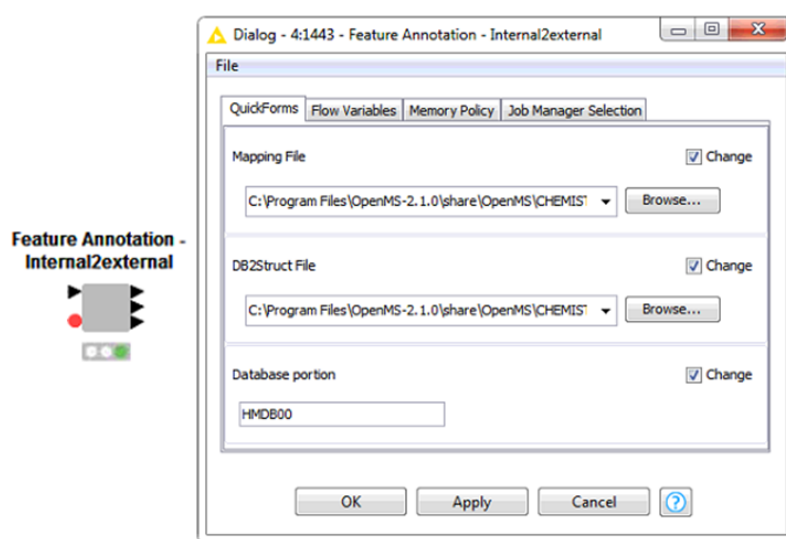 Dialog - 4:1443 - Feature Annotation - Internal2external
File
QuickForms Flow Variables Memory Policy Job Manager Selection
Mapping File Change
C:\Program Files\OpenMS-2.1.0\share\OpenMS\CHEMIS Browse...
Feature Annotation -
Internal2external
DB2Struct File Change
C:\Program Files\OpenMS-2.1.0\share\OpenMS\CHEMIS Browse...
Database portion Change
HMDB00
OK Apply Cancel ?